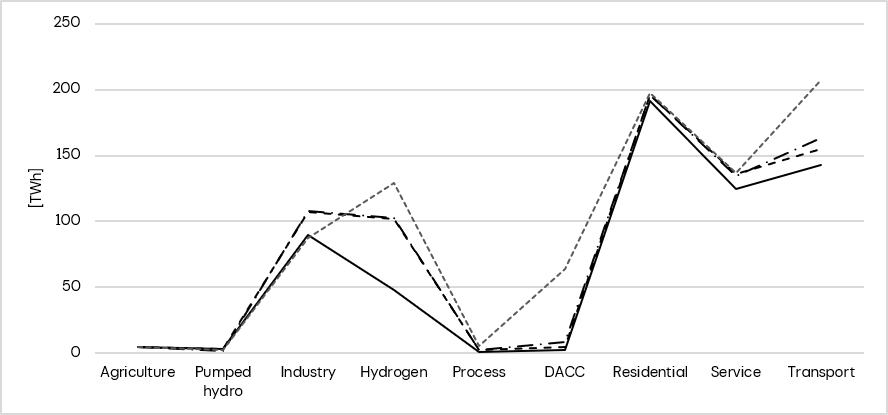 250
200
150
100
50
0
[TWh]
Agriculture
Pumped
hydro
Industry
Hydrogen
Process
DACC
Residential
Service
Transport